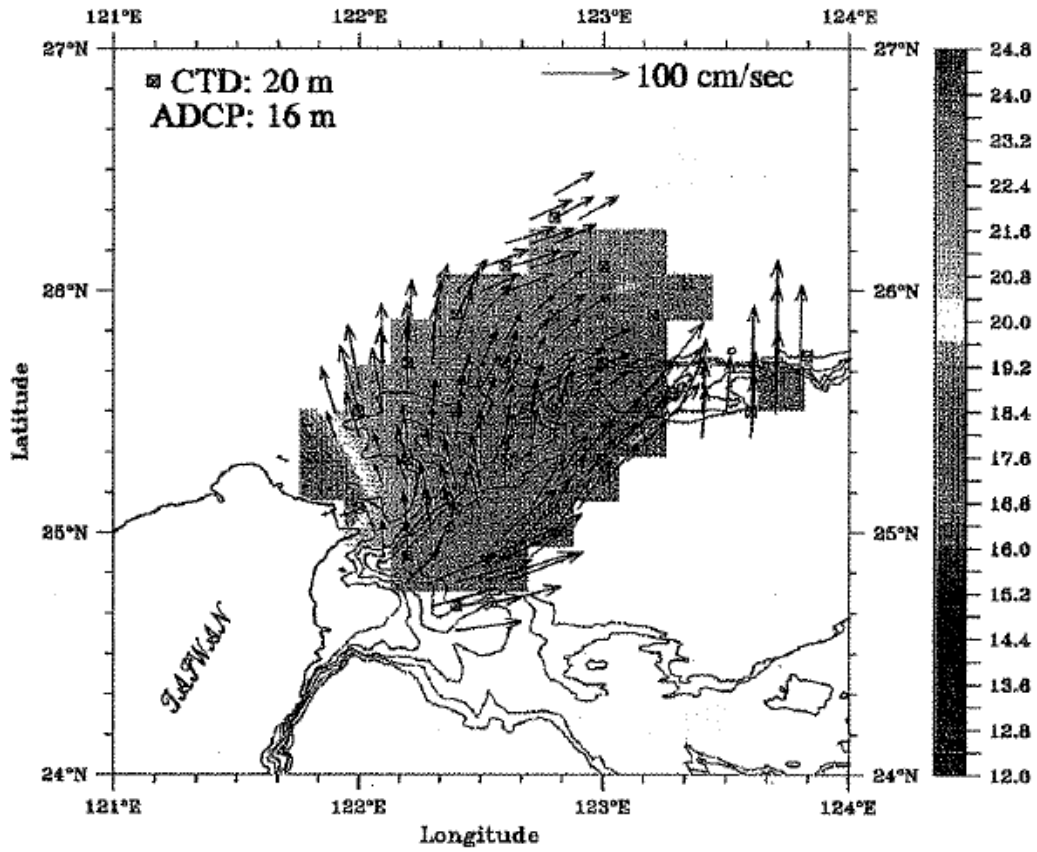 121°E 122°E 123°E 124°E
27°N 27°N
CTD: 20 m
100 cm/sec
ADCP: 16 m
26°N 26°N
25°N 25°N
24°N 24°N
121°E 122°E 123°E 124°E
Latitude
Longitude
TAIWAN
24.8
24.0
23.2
22.4
21.6
20.8
20.0
19.2
18.4
17.6
16.8
16.0
15.2
14.4
13.6
12.8
12.0